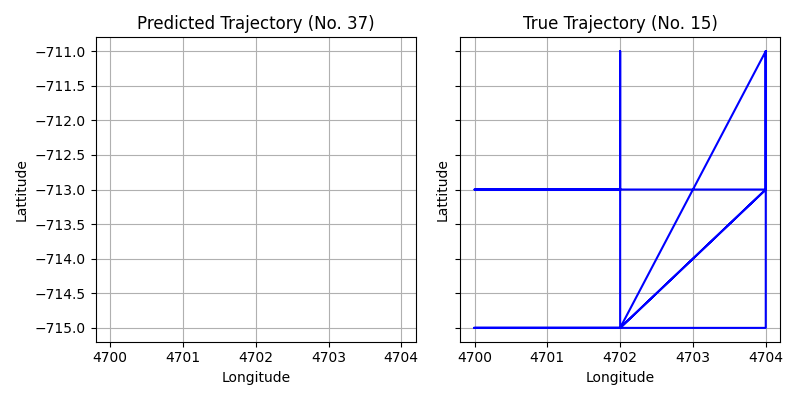 Predicted Trajectory (No. 37)
−711.0
−711.5
−712.0
−712.5
−713.0
−713.5
−714.0
−714.5
−715.0
Lattitude
4700 4701 4702 4703 4704
Longitude
True Trajectory (No. 15)
Lattitude
4700 4701 4702 4703 4704
Longitude